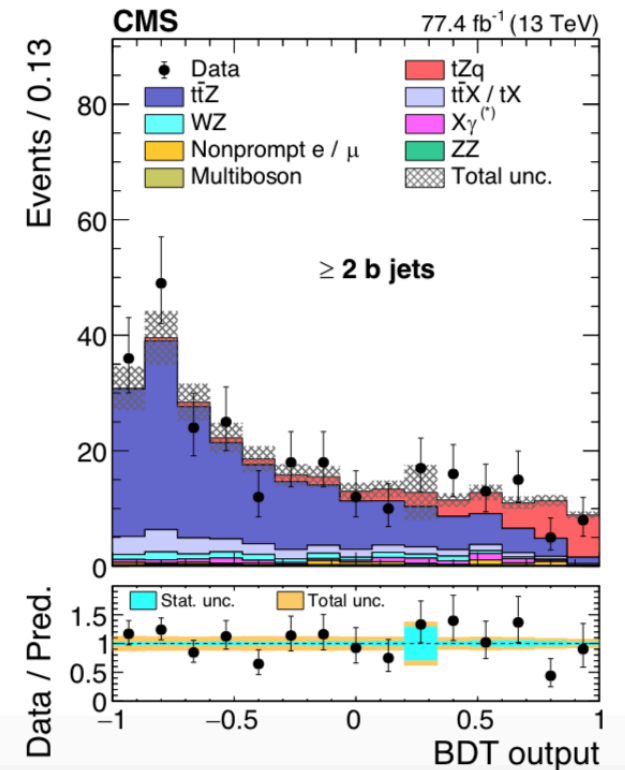 CMS 77.4 fb⁻¹ (13 TeV)
Events / 0.13
80
60
40
20
0
Data
tt̄Z
WZ
Nonprompt e / μ
Multiboson
tZq
tt̄X / tX
Xγ⁽*⁾
ZZ
Total unc.
≥ 2 b jets
Data / Pred.
1.5
1
0.5
0
Stat. unc. Total unc.
−1 −0.5 0 0.5 1
BDT output